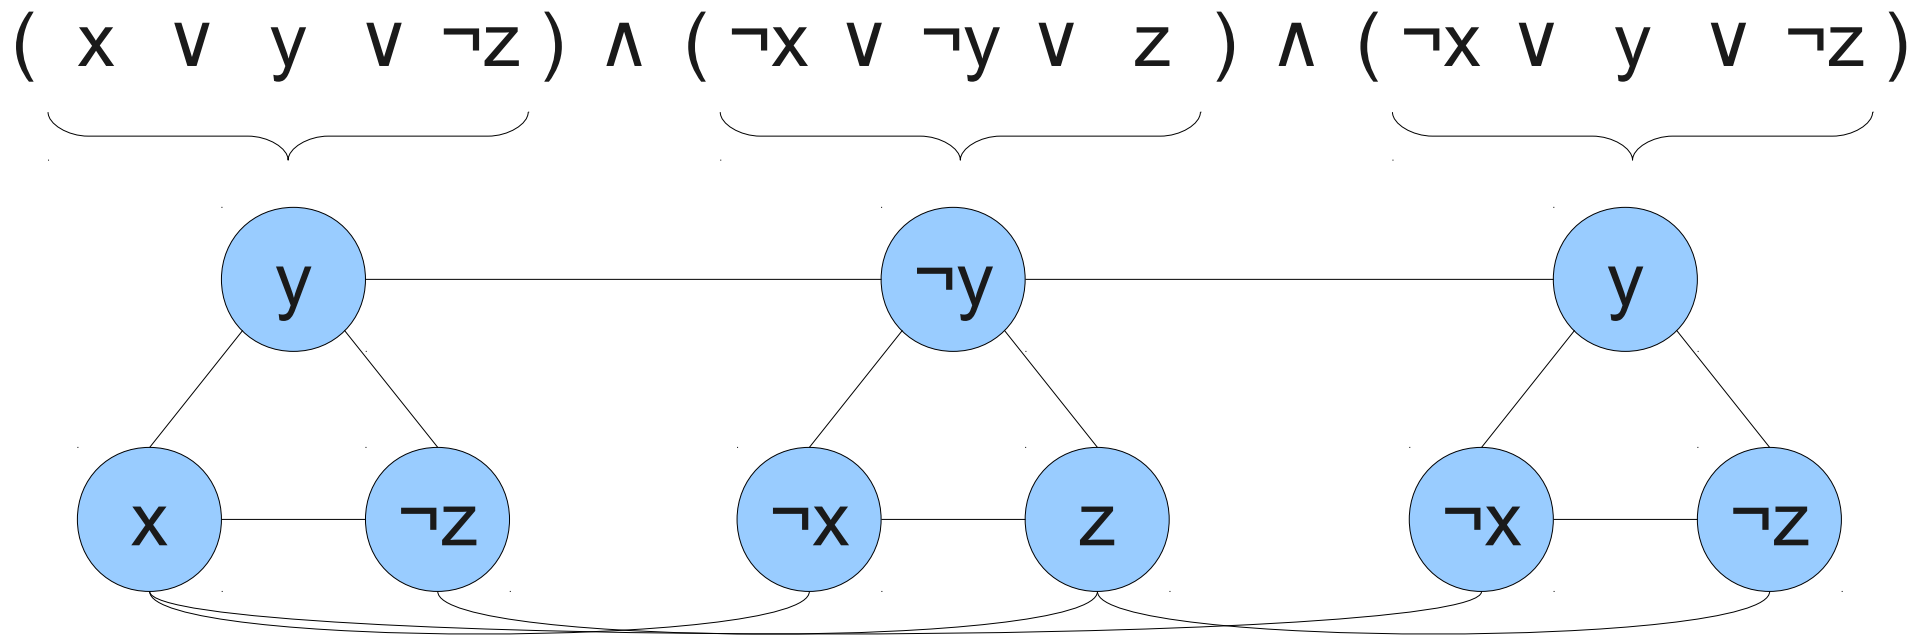 ( x ∨ y ∨ ¬z ) ∧ ( ¬x ∨ ¬y ∨ z ) ∧ ( ¬x ∨ y ∨ ¬z )
y ¬y y
x ¬z ¬x z ¬x ¬z